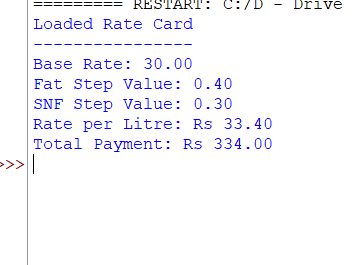 ========= RESTART: C:/D - Drive
Loaded Rate Card
----------------
Base Rate: 30.00
Fat Step Value: 0.40
SNF Step Value: 0.30
Rate per Litre: Rs 33.40
Total Payment: Rs 334.00
>>>